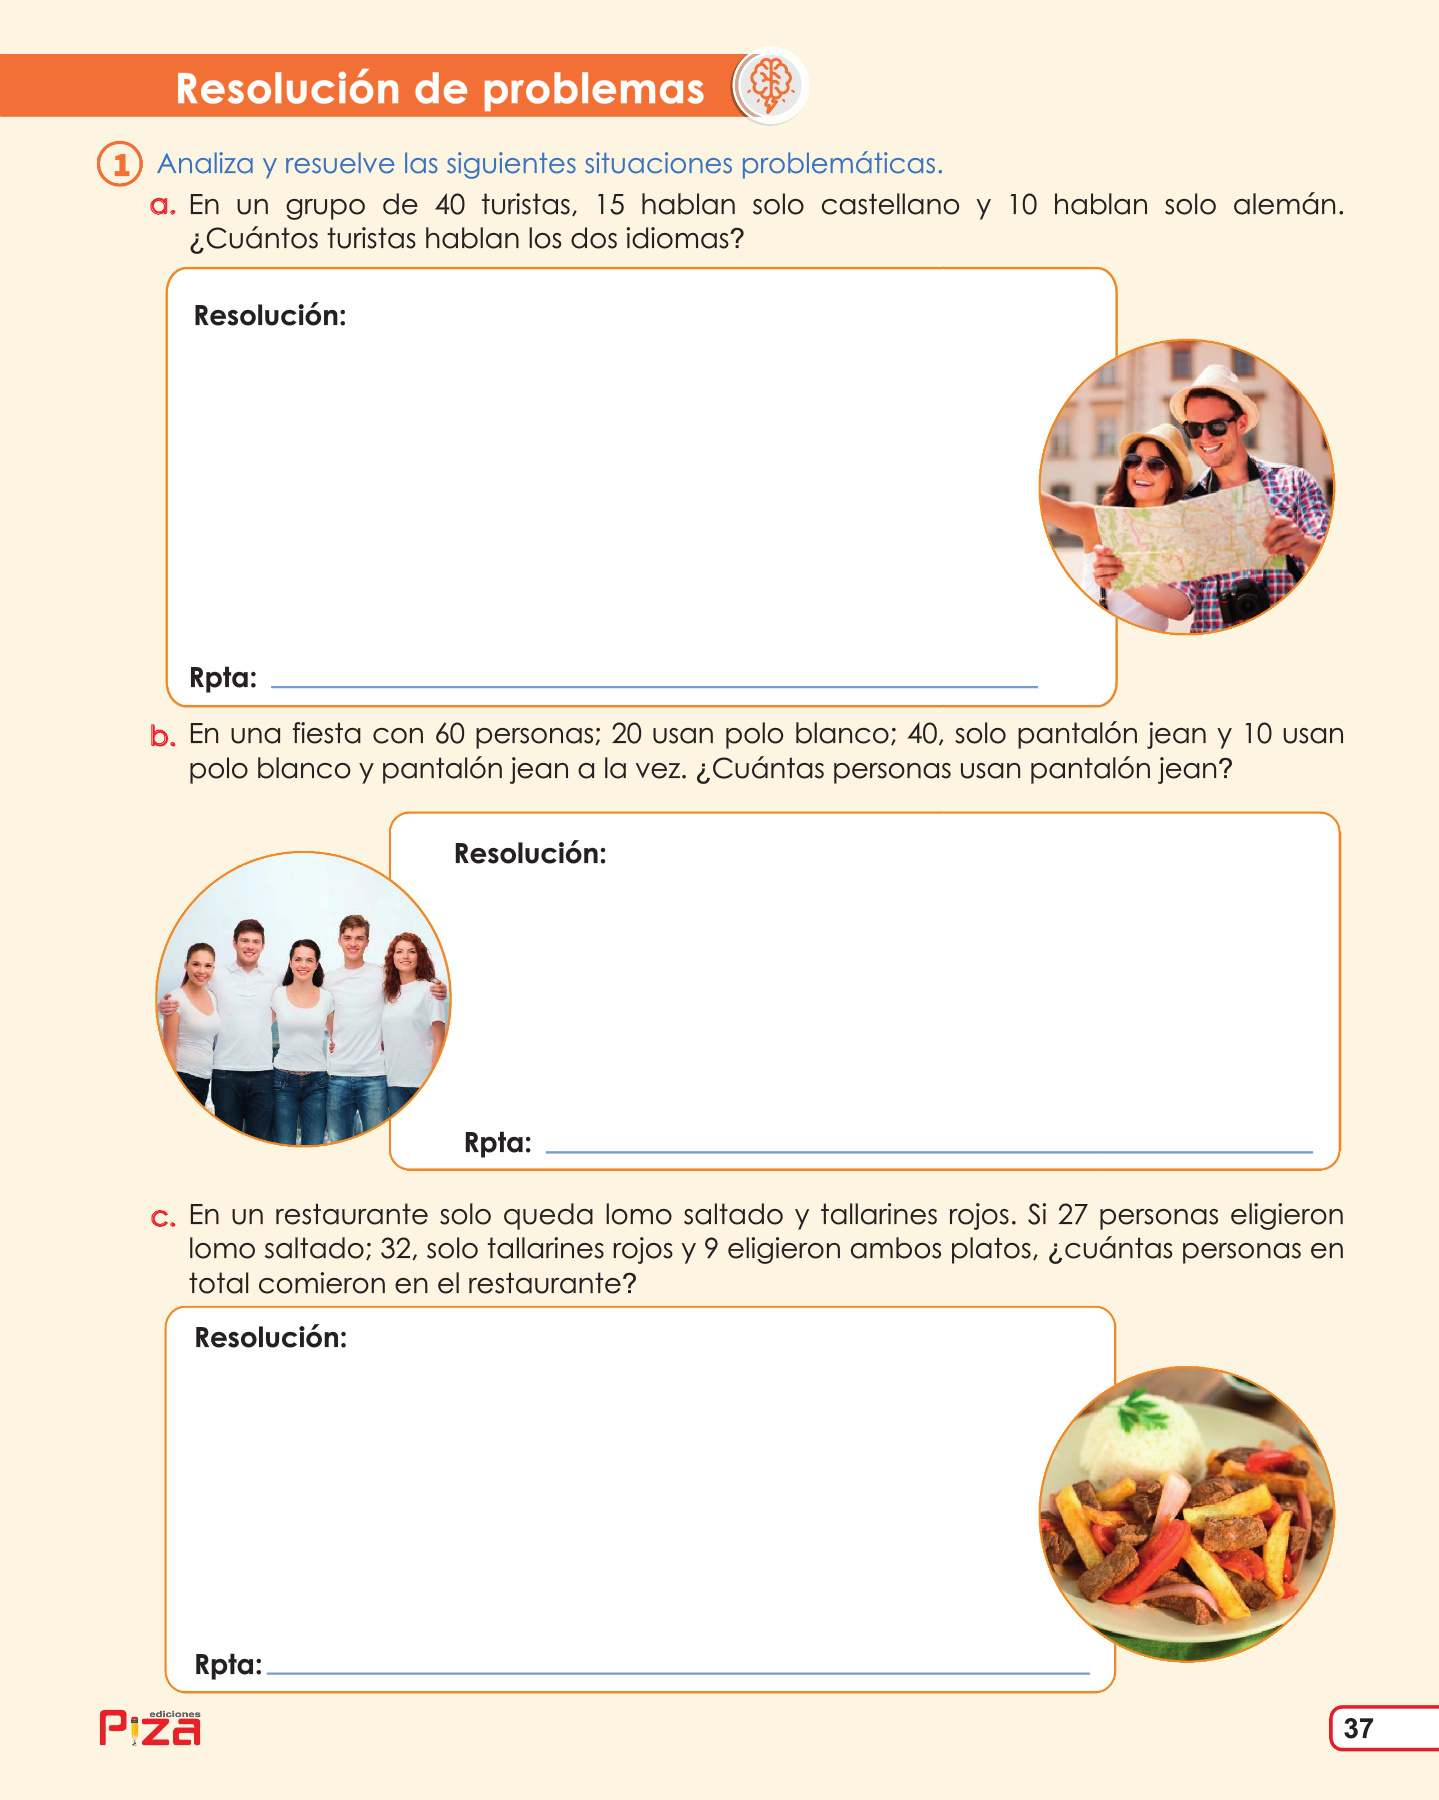 Resolución de problemas
1 Analiza y resuelve las siguientes situaciones problemáticas.
a. En un grupo de 40 turistas, 15 hablan solo castellano y 10 hablan solo alemán.
¿Cuántos turistas hablan los dos idiomas?
Resolución:
Rpta:
b. En una fiesta con 60 personas; 20 usan polo blanco; 40, solo pantalón jean y 10 usan
polo blanco y pantalón jean a la vez. ¿Cuántas personas usan pantalón jean?
Resolución:
Rpta:
c. En un restaurante solo queda lomo saltado y tallarines rojos. Si 27 personas eligieron
lomo saltado; 32, solo tallarines rojos y 9 eligieron ambos platos, ¿cuántas personas en
total comieron en el restaurante?
Resolución:
Rpta:
ediciones
Piza
37